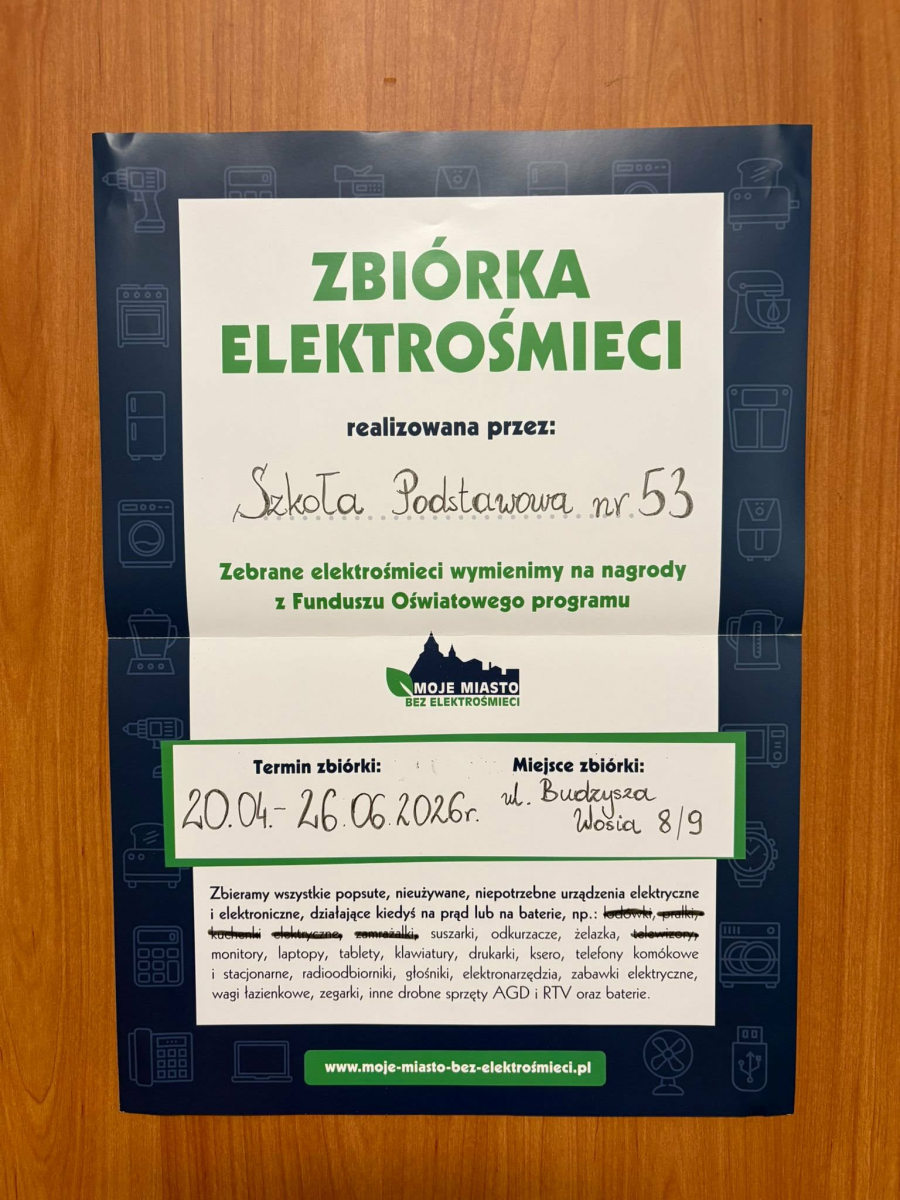 ZBIÓRKA
ELEKTROŚMIECI
realizowana przez:
Szkoła Podstawowa nr 53
Zebrane elektrośmieci wymienimy na nagrody
z Funduszu Oświatowego programu
MOJE MIASTO
BEZ ELEKTROŚMIECI
Termin zbiórki:
20.04.-26.06.2026r.
Miejsce zbiórki:
ul. Budzysza
Wosia 8/9
Zbieramy wszystkie popsute, nieużywane, niepotrzebne urządzenia elektryczne
i elektroniczne, działające kiedyś na prąd lub na baterie, np.: lodówki, pralki,
kuchenki elektryczne, zamrażalki, suszarki, odkurzacze, żelazka, telewizory,
monitory, laptopy, tablety, klawiatury, drukarki, ksero, telefony komókowe
i stacjonarne, radioodbiorniki, głośniki, elektronarzędzia, zabawki elektryczne,
wagi łazienkowe, zegarki, inne drobne sprzęty AGD i RTV oraz baterie.
www.moje-miasto-bez-elektrośmieci.pl